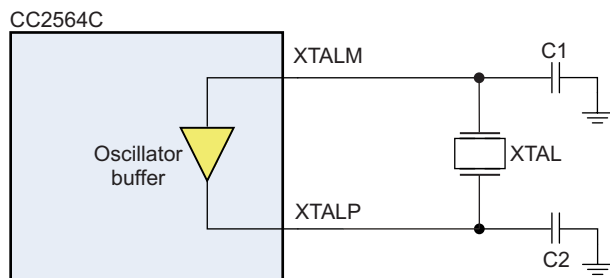 CC2564C
XTALM
C1
Oscillator
buffer
XTAL
XTALP
C2